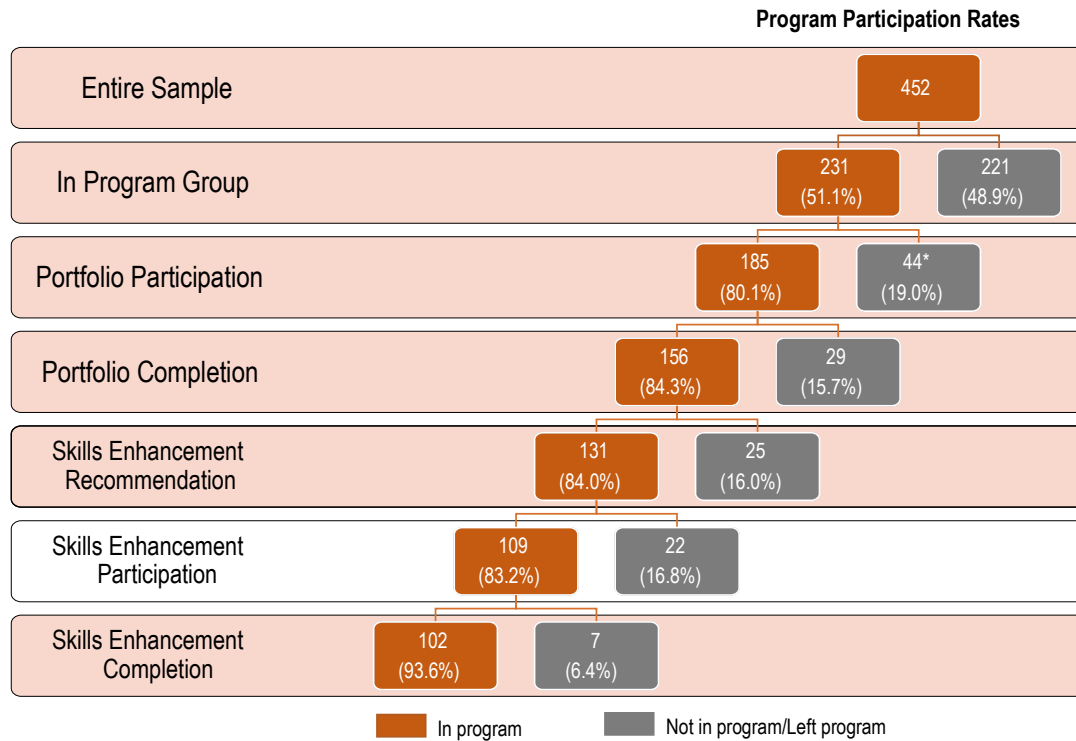 Program Participation Rates
Entire Sample
452
In Program Group
231
(51.1%)
221
(48.9%)
Portfolio Participation
185
(80.1%)
44*
(19.0%)
Portfolio Completion
156
(84.3%)
29
(15.7%)
Skills Enhancement
Recommendation
131
(84.0%)
25
(16.0%)
Skills Enhancement
Participation
109
(83.2%)
22
(16.8%)
Skills Enhancement
Completion
102
(93.6%)
7
(6.4%)
In program
Not in program/Left program